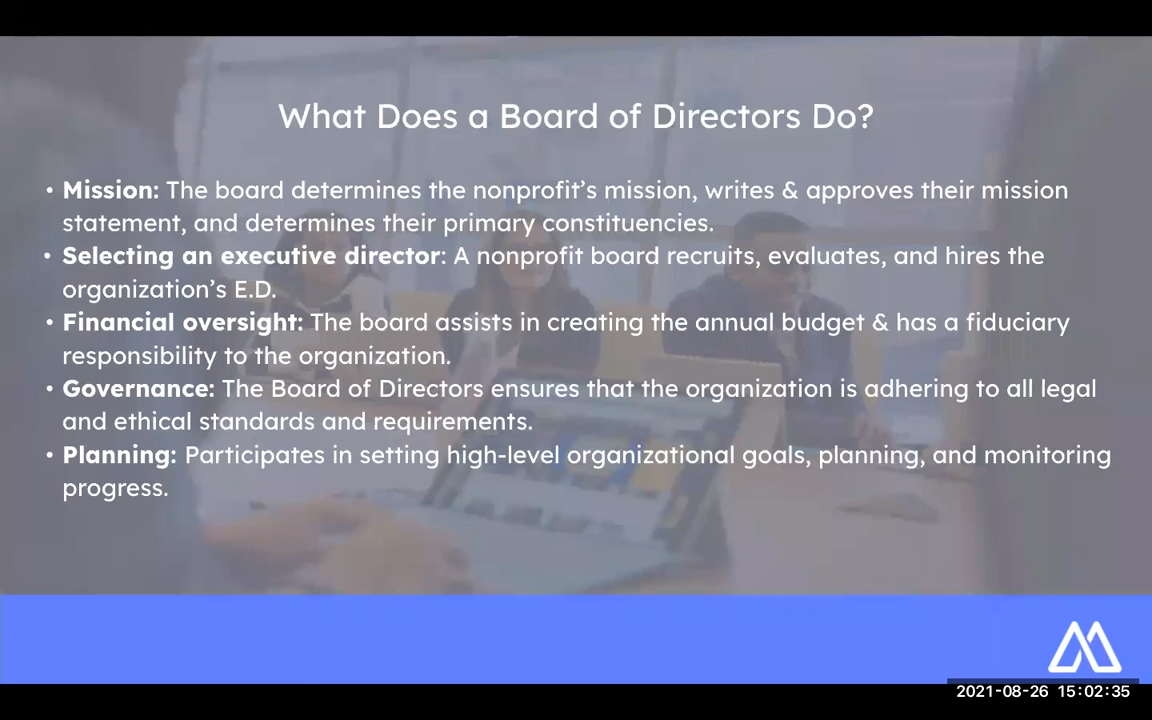 What Does a Board of Directors Do?
• Mission: The board determines the nonprofit’s mission, writes & approves their mission
statement, and determines their primary constituencies.
• Selecting an executive director: A nonprofit board recruits, evaluates, and hires the
organization’s E.D.
• Financial oversight: The board assists in creating the annual budget & has a fiduciary
responsibility to the organization.
• Governance: The Board of Directors ensures that the organization is adhering to all legal
and ethical standards and requirements.
• Planning: Participates in setting high-level organizational goals, planning, and monitoring
progress.
2021-08-26 15:02:35